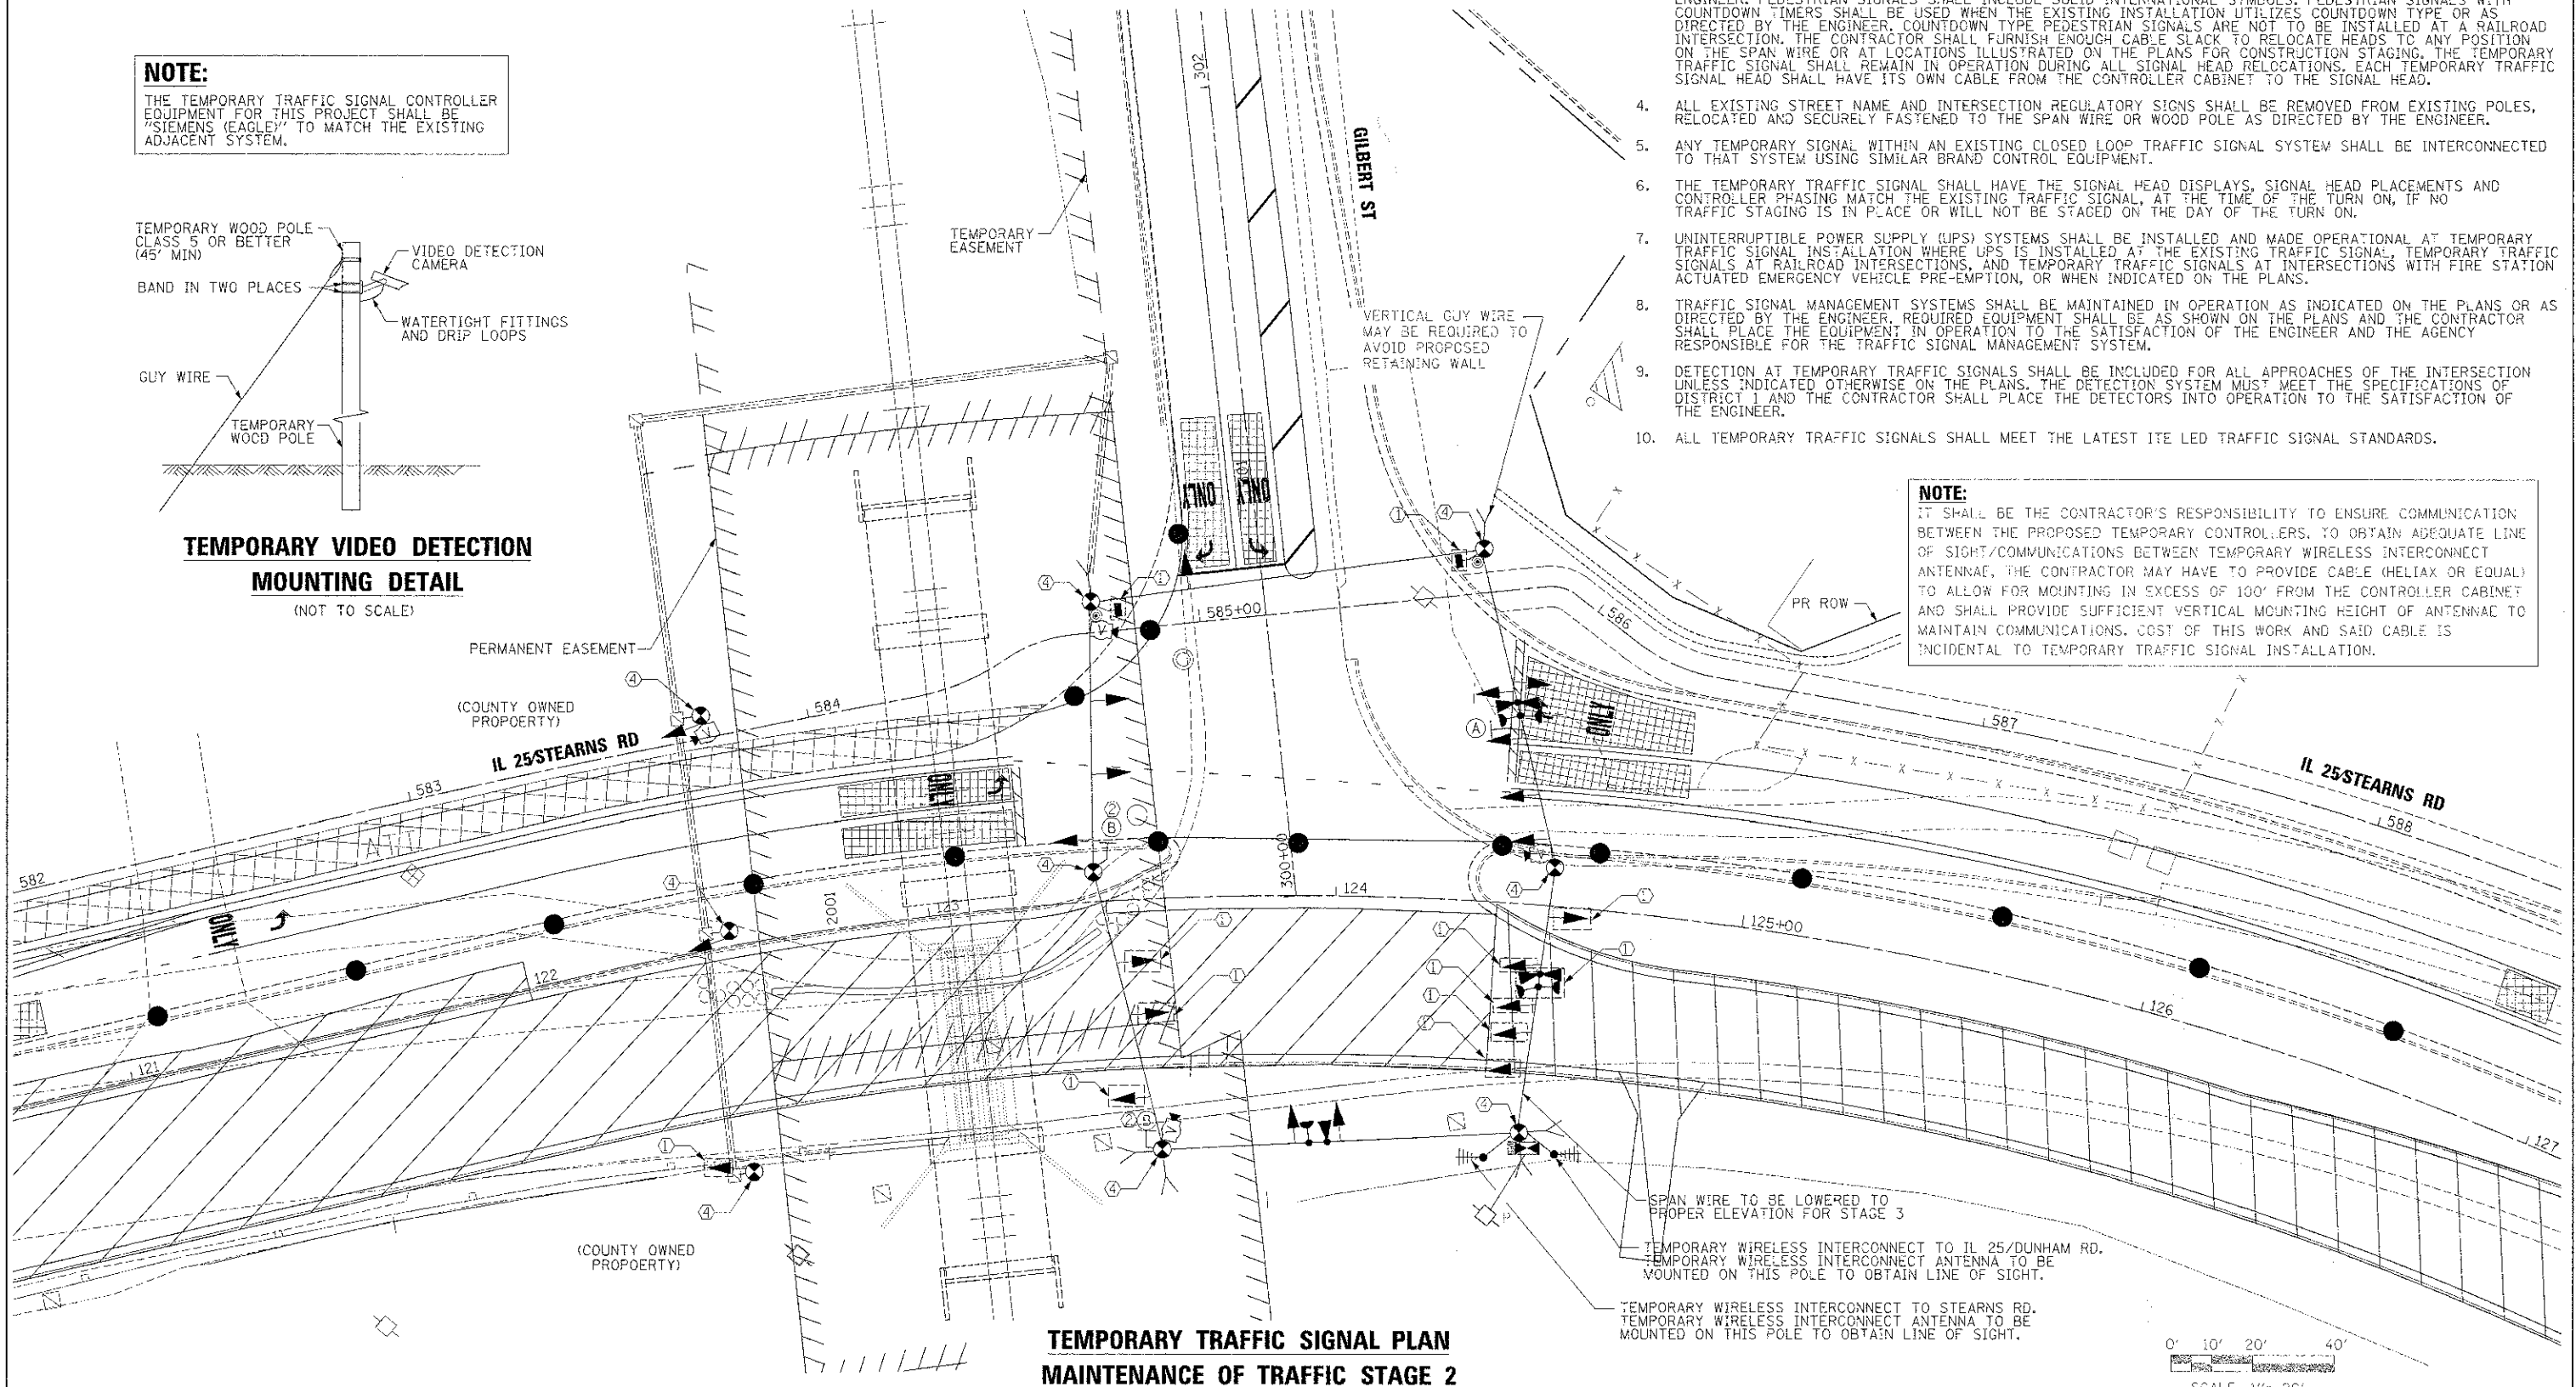 NOTE:
THE TEMPORARY TRAFFIC SIGNAL CONTROLLER
EQUIPMENT FOR THIS PROJECT SHALL BE
"SIEMENS (EAGLE)" TO MATCH THE EXISTING
ADJACENT SYSTEM.
TEMPORARY WOOD POLE
CLASS 5 OR BETTER
(45' MIN)
VIDEO DETECTION
CAMERA
BAND IN TWO PLACES
WATERTIGHT FITTINGS
AND DRIP LOOPS
GUY WIRE
TEMPORARY
WOOD POLE
TEMPORARY VIDEO DETECTION
MOUNTING DETAIL
(NOT TO SCALE)
COUNTDOWN TIMERS SHALL BE USED WHEN THE EXISTING INSTALLATION UTILIZES COUNTDOWN TYPE OR AS
DIRECTED BY THE ENGINEER. COUNTDOWN TYPE PEDESTRIAN SIGNALS ARE NOT TO BE INSTALLED AT A RAILROAD
INTERSECTION. THE CONTRACTOR SHALL FURNISH ENOUGH CABLE SLACK TO RELOCATE HEADS TO ANY POSITION
ON THE SPAN WIRE OR AT LOCATIONS ILLUSTRATED ON THE PLANS FOR CONSTRUCTION STAGING. THE TEMPORARY
TRAFFIC SIGNAL SHALL REMAIN IN OPERATION DURING ALL SIGNAL HEAD RELOCATIONS. EACH TEMPORARY TRAFFIC
SIGNAL HEAD SHALL HAVE ITS OWN CABLE FROM THE CONTROLLER CABINET TO THE SIGNAL HEAD.
4. ALL EXISTING STREET NAME AND INTERSECTION REGULATORY SIGNS SHALL BE REMOVED FROM EXISTING POLES,
RELOCATED AND SECURELY FASTENED TO THE SPAN WIRE OR WOOD POLE AS DIRECTED BY THE ENGINEER.
5. ANY TEMPORARY SIGNAL WITHIN AN EXISTING CLOSED LOOP TRAFFIC SIGNAL SYSTEM SHALL BE INTERCONNECTED
TO THAT SYSTEM USING SIMILAR BRAND CONTROL EQUIPMENT.
6. THE TEMPORARY TRAFFIC SIGNAL SHALL HAVE THE SIGNAL HEAD DISPLAYS, SIGNAL HEAD PLACEMENTS AND
CONTROLLER PHASING MATCH THE EXISTING TRAFFIC SIGNAL, AT THE TIME OF THE TURN ON, IF NO
TRAFFIC STAGING IS IN PLACE OR WILL NOT BE STAGED ON THE DAY OF THE TURN ON.
7. UNINTERRUPTIBLE POWER SUPPLY (UPS) SYSTEMS SHALL BE INSTALLED AND MADE OPERATIONAL AT TEMPORARY
TRAFFIC SIGNAL INSTALLATION WHERE UPS IS INSTALLED AT THE EXISTING TRAFFIC SIGNAL, TEMPORARY TRAFFIC
SIGNALS AT RAILROAD INTERSECTIONS, AND TEMPORARY TRAFFIC SIGNALS AT INTERSECTIONS WITH FIRE STATION
ACTUATED EMERGENCY VEHICLE PRE-EMPTION, OR WHEN INDICATED ON THE PLANS.
8. TRAFFIC SIGNAL MANAGEMENT SYSTEMS SHALL BE MAINTAINED IN OPERATION AS INDICATED ON THE PLANS OR AS
DIRECTED BY THE ENGINEER. REQUIRED EQUIPMENT SHALL BE AS SHOWN ON THE PLANS AND THE CONTRACTOR
SHALL PLACE THE EQUIPMENT IN OPERATION TO THE SATISFACTION OF THE ENGINEER AND THE AGENCY
RESPONSIBLE FOR THE TRAFFIC SIGNAL MANAGEMENT SYSTEM.
9. DETECTION AT TEMPORARY TRAFFIC SIGNALS SHALL BE INCLUDED FOR ALL APPROACHES OF THE INTERSECTION
UNLESS INDICATED OTHERWISE ON THE PLANS. THE DETECTION SYSTEM MUST MEET THE SPECIFICATIONS OF
DISTRICT 1 AND THE CONTRACTOR SHALL PLACE THE DETECTORS INTO OPERATION TO THE SATISFACTION OF
THE ENGINEER.
10. ALL TEMPORARY TRAFFIC SIGNALS SHALL MEET THE LATEST ITE LED TRAFFIC SIGNAL STANDARDS.
NOTE:
IT SHALL BE THE CONTRACTOR'S RESPONSIBILITY TO ENSURE COMMUNICATION
BETWEEN THE PROPOSED TEMPORARY CONTROLLERS. TO OBTAIN ADEQUATE LINE
OF SIGHT/COMMUNICATIONS BETWEEN TEMPORARY WIRELESS INTERCONNECT
ANTENNAE, THE CONTRACTOR MAY HAVE TO PROVIDE CABLE (HELIAX OR EQUAL)
TO ALLOW FOR MOUNTING IN EXCESS OF 100' FROM THE CONTROLLER CABINET
AND SHALL PROVIDE SUFFICIENT VERTICAL MOUNTING HEIGHT OF ANTENNAE TO
MAINTAIN COMMUNICATIONS. COST OF THIS WORK AND SAID CABLE IS
INCIDENTAL TO TEMPORARY TRAFFIC SIGNAL INSTALLATION.
302
GILBERT ST
TEMPORARY
EASEMENT
VERTICAL GUY WIRE
MAY BE REQUIRED TO
AVOID PROPOSED
RETAINING WALL
ONLY
ONLY
PR ROW
PERMANENT EASEMENT
(COUNTY OWNED
PROPOERTY)
IL 25/STEARNS RD
582
583
584
585+00
586
587
588
IL 25/STEARNS RD
ONLY
ONLY
ONLY
A
B
B
2001
300+00
121
122
123
124
125+00
126
127
(COUNTY OWNED
PROPOERTY)
SPAN WIRE TO BE LOWERED TO
PROPER ELEVATION FOR STAGE 3
TEMPORARY WIRELESS INTERCONNECT TO IL 25/DUNHAM RD.
TEMPORARY WIRELESS INTERCONNECT ANTENNA TO BE
MOUNTED ON THIS POLE TO OBTAIN LINE OF SIGHT.
TEMPORARY WIRELESS INTERCONNECT TO STEARNS RD.
TEMPORARY WIRELESS INTERCONNECT ANTENNA TO BE
MOUNTED ON THIS POLE TO OBTAIN LINE OF SIGHT.
TEMPORARY TRAFFIC SIGNAL PLAN
MAINTENANCE OF TRAFFIC STAGE 2
0' 10' 20' 40'